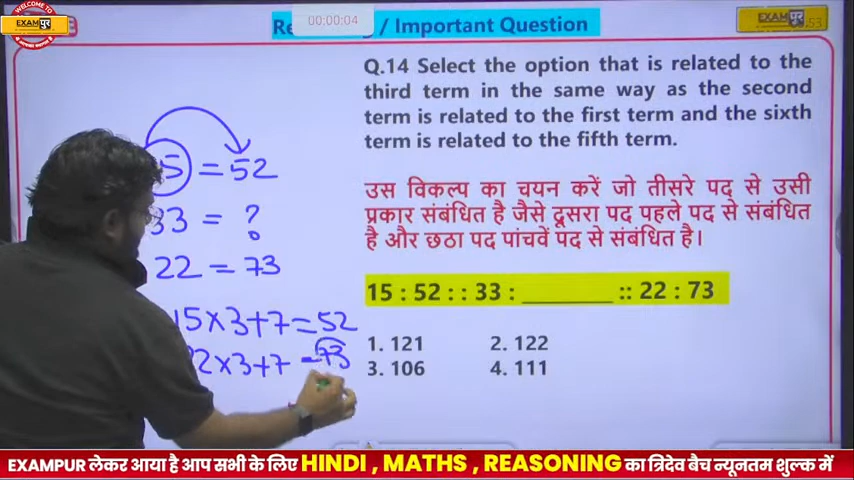 WELCOME TO
EXAMपुर
00:00:04
/ Important Question
EXAMपुर
Q.14 Select the option that is related to the
third term in the same way as the second
term is related to the first term and the sixth
term is related to the fifth term.
उस विकल्प का चयन करें जो तीसरे पद से उसी
प्रकार संबंधित है जैसे दूसरा पद पहले पद से संबंधित
है और छठा पद पांचवें पद से संबंधित है।
15 : 52 : : 33 : ________ :: 22 : 73
1. 121 2. 122
3. 106 4. 111
5 = 52
33 = ?
22 = 73
15×3+7=52
2×3+7 =73
EXAMPUR लेकर आया है आप सभी के लिए HINDI , MATHS , REASONING का त्रिदेव बैच न्यूनतम शुल्क में